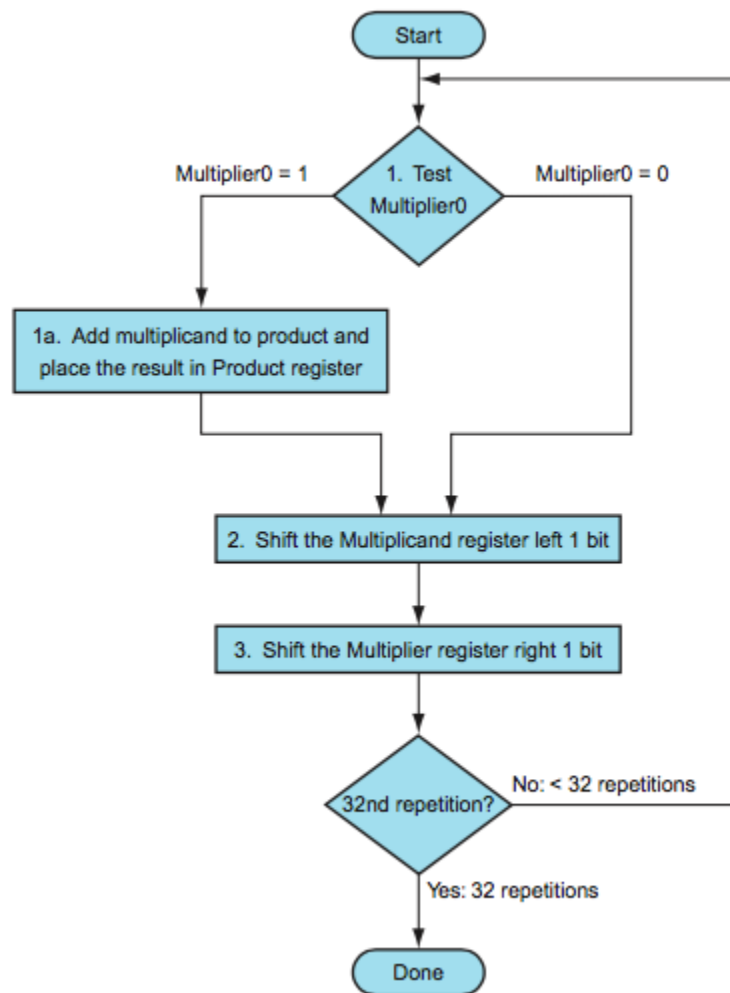 Start
Multiplier0 = 1
1. Test
Multiplier0
Multiplier0 = 0
1a. Add multiplicand to product and
place the result in Product register
2. Shift the Multiplicand register left 1 bit
3. Shift the Multiplier register right 1 bit
32nd repetition?
No: < 32 repetitions
Yes: 32 repetitions
Done